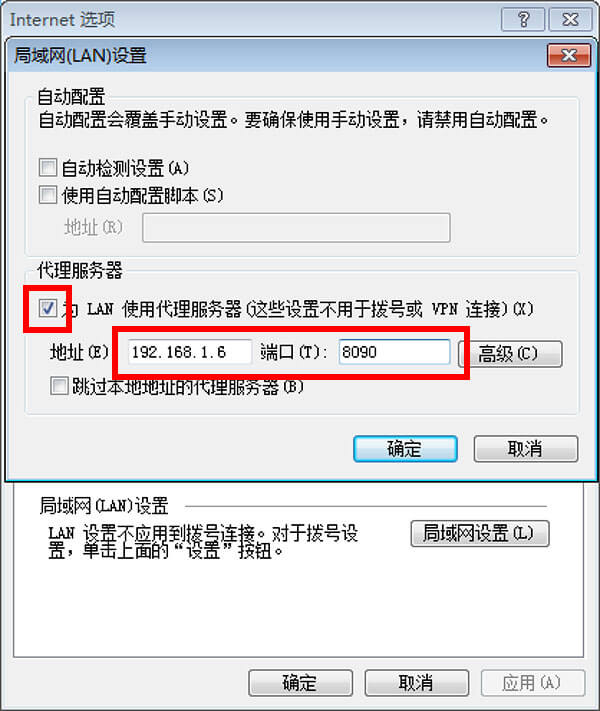 Internet 选项
局域网(LAN)设置
自动配置
自动配置会覆盖手动设置。要确保使用手动设置，请禁用自动配置。
自动检测设置(A)
使用自动配置脚本(S)
地址(R)
代理服务器
为 LAN 使用代理服务器(这些设置不用于拨号或 VPN 连接)(X)
地址(E) 192.168.1.6 端口(T): 8090 高级(C)
跳过本地地址的代理服务器(B)
确定 取消
局域网(LAN)设置
LAN 设置不应用到拨号连接。对于拨号设 局域网设置(L)
置，单击上面的“设置”按钮。
确定 取消 应用(A)